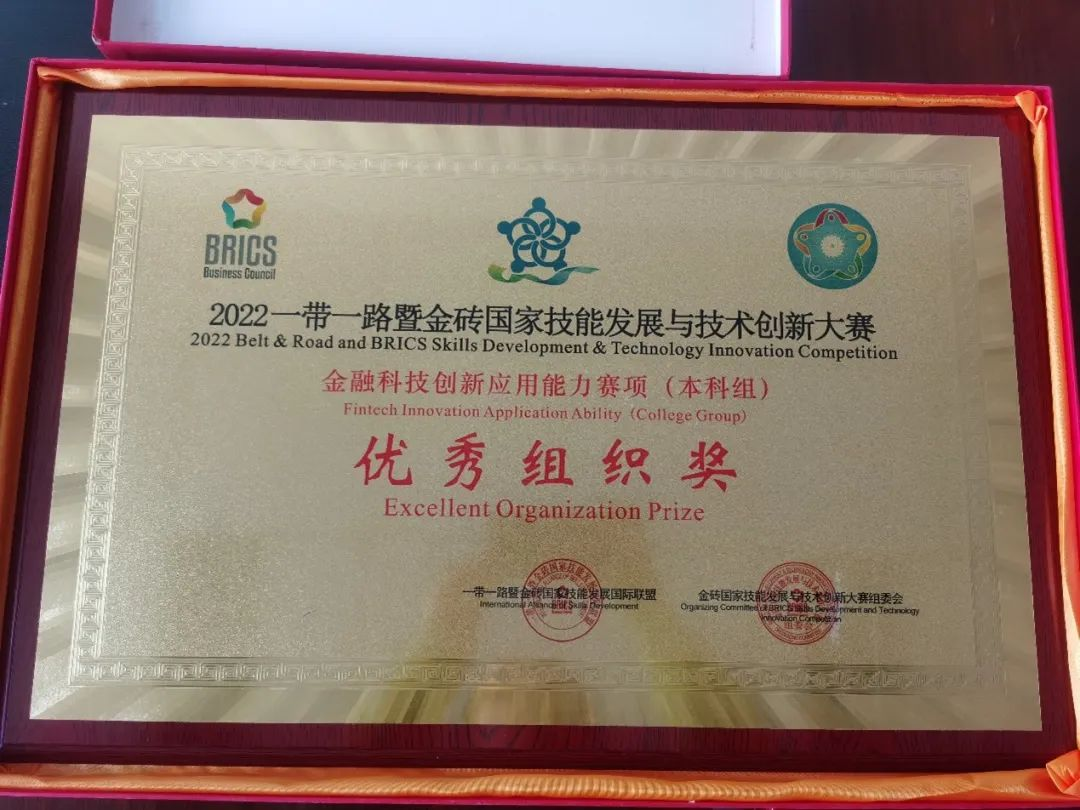 BRICS
Business Council
2022一带一路暨金砖国家技能发展与技术创新大赛
2022 Belt & Road and BRICS Skills Development & Technology Innovation Competition
金融科技创新应用能力赛项（本科组）
Fintech Innovation Application Ability（College Group）
优秀组织奖
Excellent Organization Prize
一带一路暨金砖国家技能发展国际联盟
International Alliance of Skills Development
金砖国家技能发展与技术创新大赛组委会
Organizing Committee of BRICS Skills Development and Technology
Innovation Competition